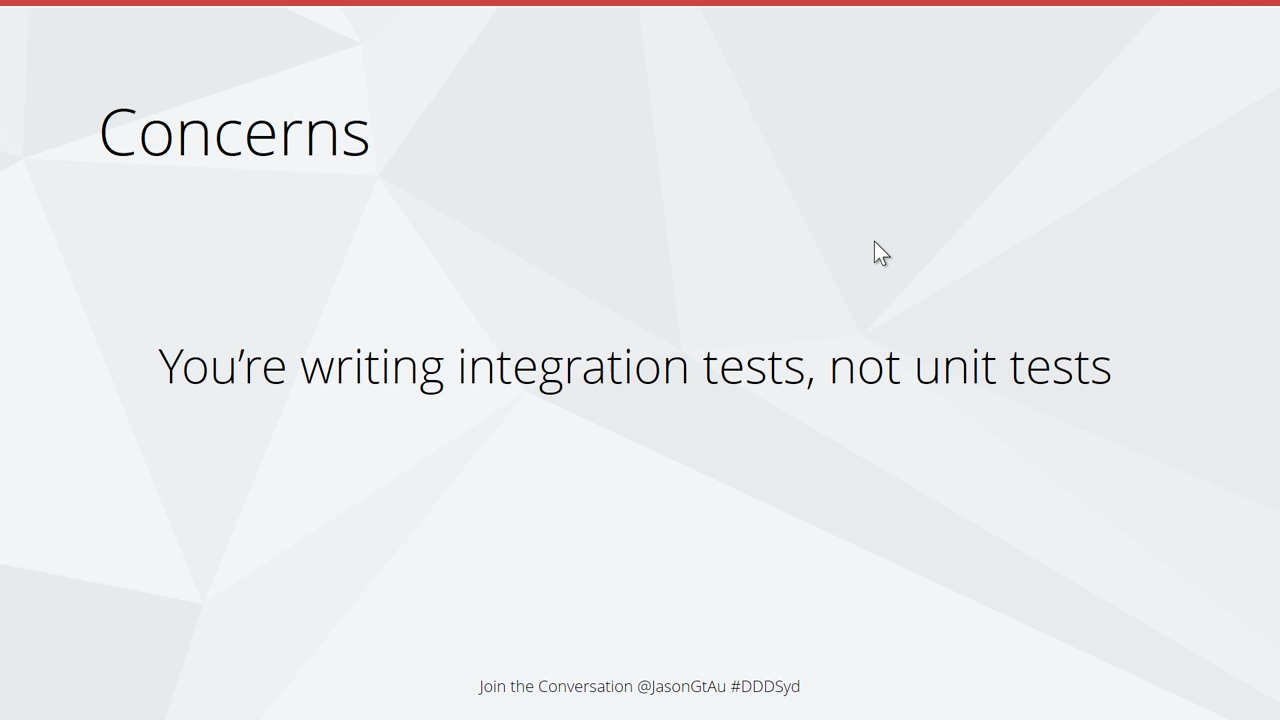 Concerns
You’re writing integration tests, not unit tests
Join the Conversation @JasonGtAu #DDDSyd